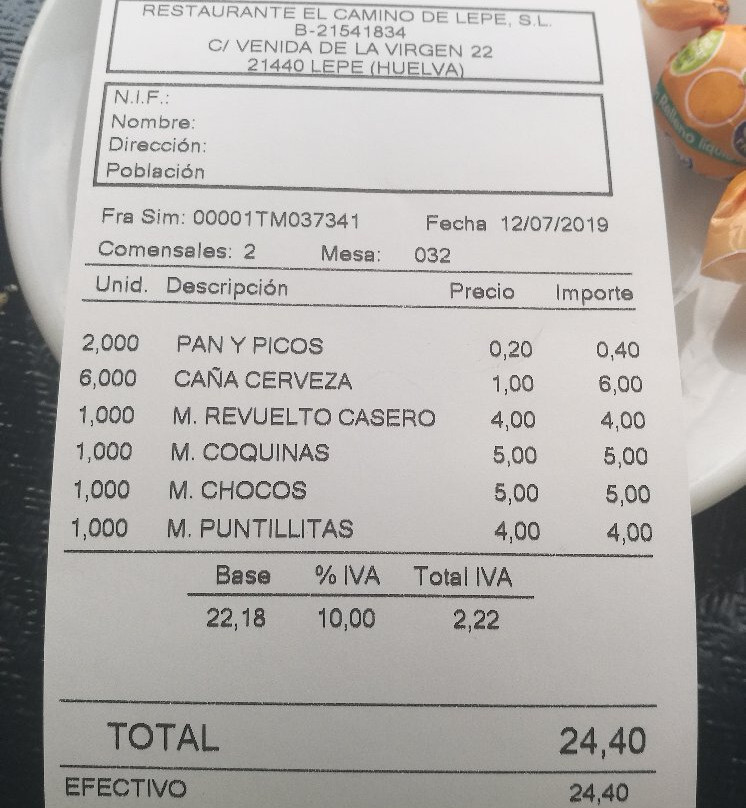 RESTAURANTE EL CAMINO DE LEPE, S.L.
B-21541834
C/ VENIDA DE LA VIRGEN 22
21440 LEPE (HUELVA)
N.I.F.:
Nombre:
Dirección:
Población
Fra Sim: 00001TM037341 Fecha 12/07/2019
Comensales: 2 Mesa: 032
Unid. Descripción Precio Importe
2,000 PAN Y PICOS 0,20 0,40
6,000 CAÑA CERVEZA 1,00 6,00
1,000 M. REVUELTO CASERO 4,00 4,00
1,000 M. COQUINAS 5,00 5,00
1,000 M. CHOCOS 5,00 5,00
1,000 M. PUNTILLITAS 4,00 4,00
Base % IVA Total IVA
22,18 10,00 2,22
TOTAL 24,40
EFECTIVO 24,40
Relleno